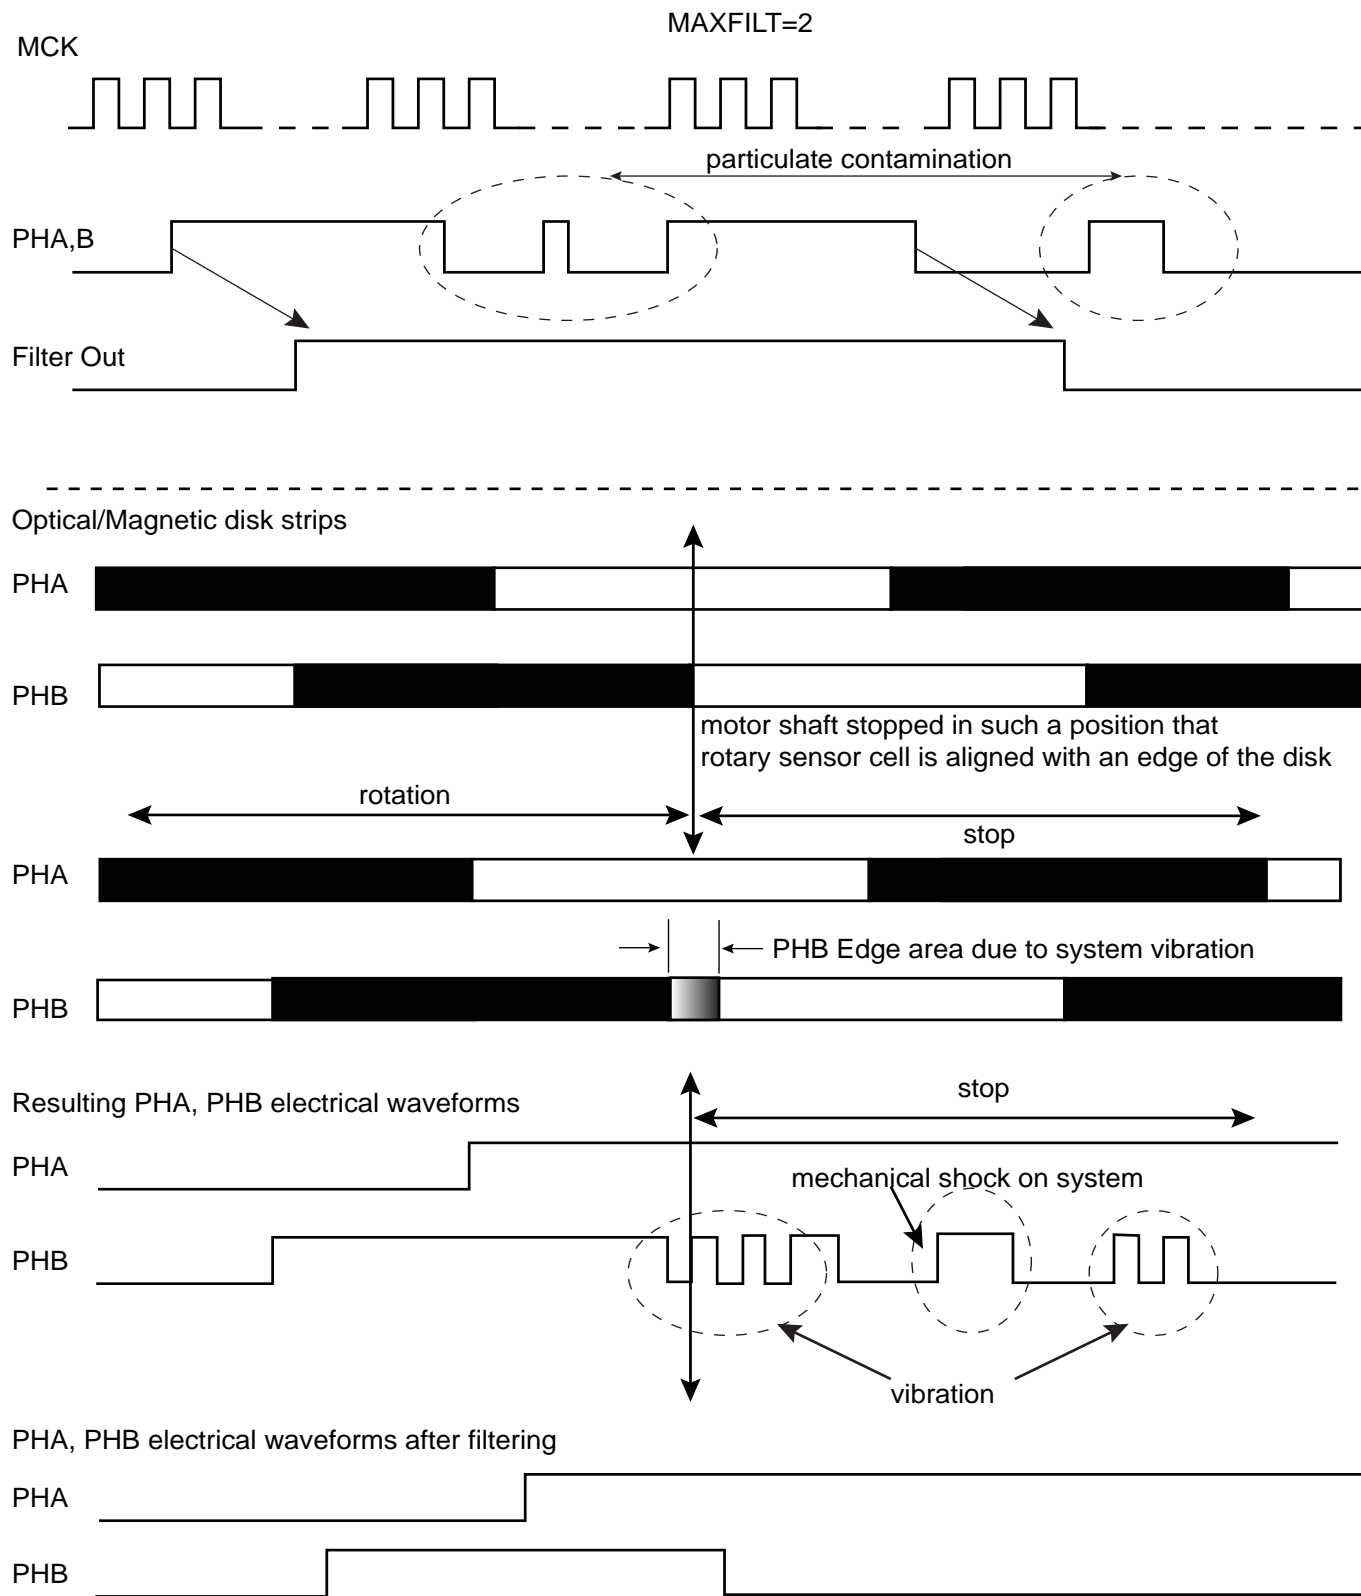 MAXFILT=2
MCK
particulate contamination
PHA,B
Filter Out
Optical/Magnetic disk strips
PHA
PHB
motor shaft stopped in such a position that
rotary sensor cell is aligned with an edge of the disk
rotation
stop
PHA
PHB Edge area due to system vibration
PHB
stop
Resulting PHA, PHB electrical waveforms
PHA
mechanical shock on system
PHB
vibration
PHA, PHB electrical waveforms after filtering
PHA
PHB